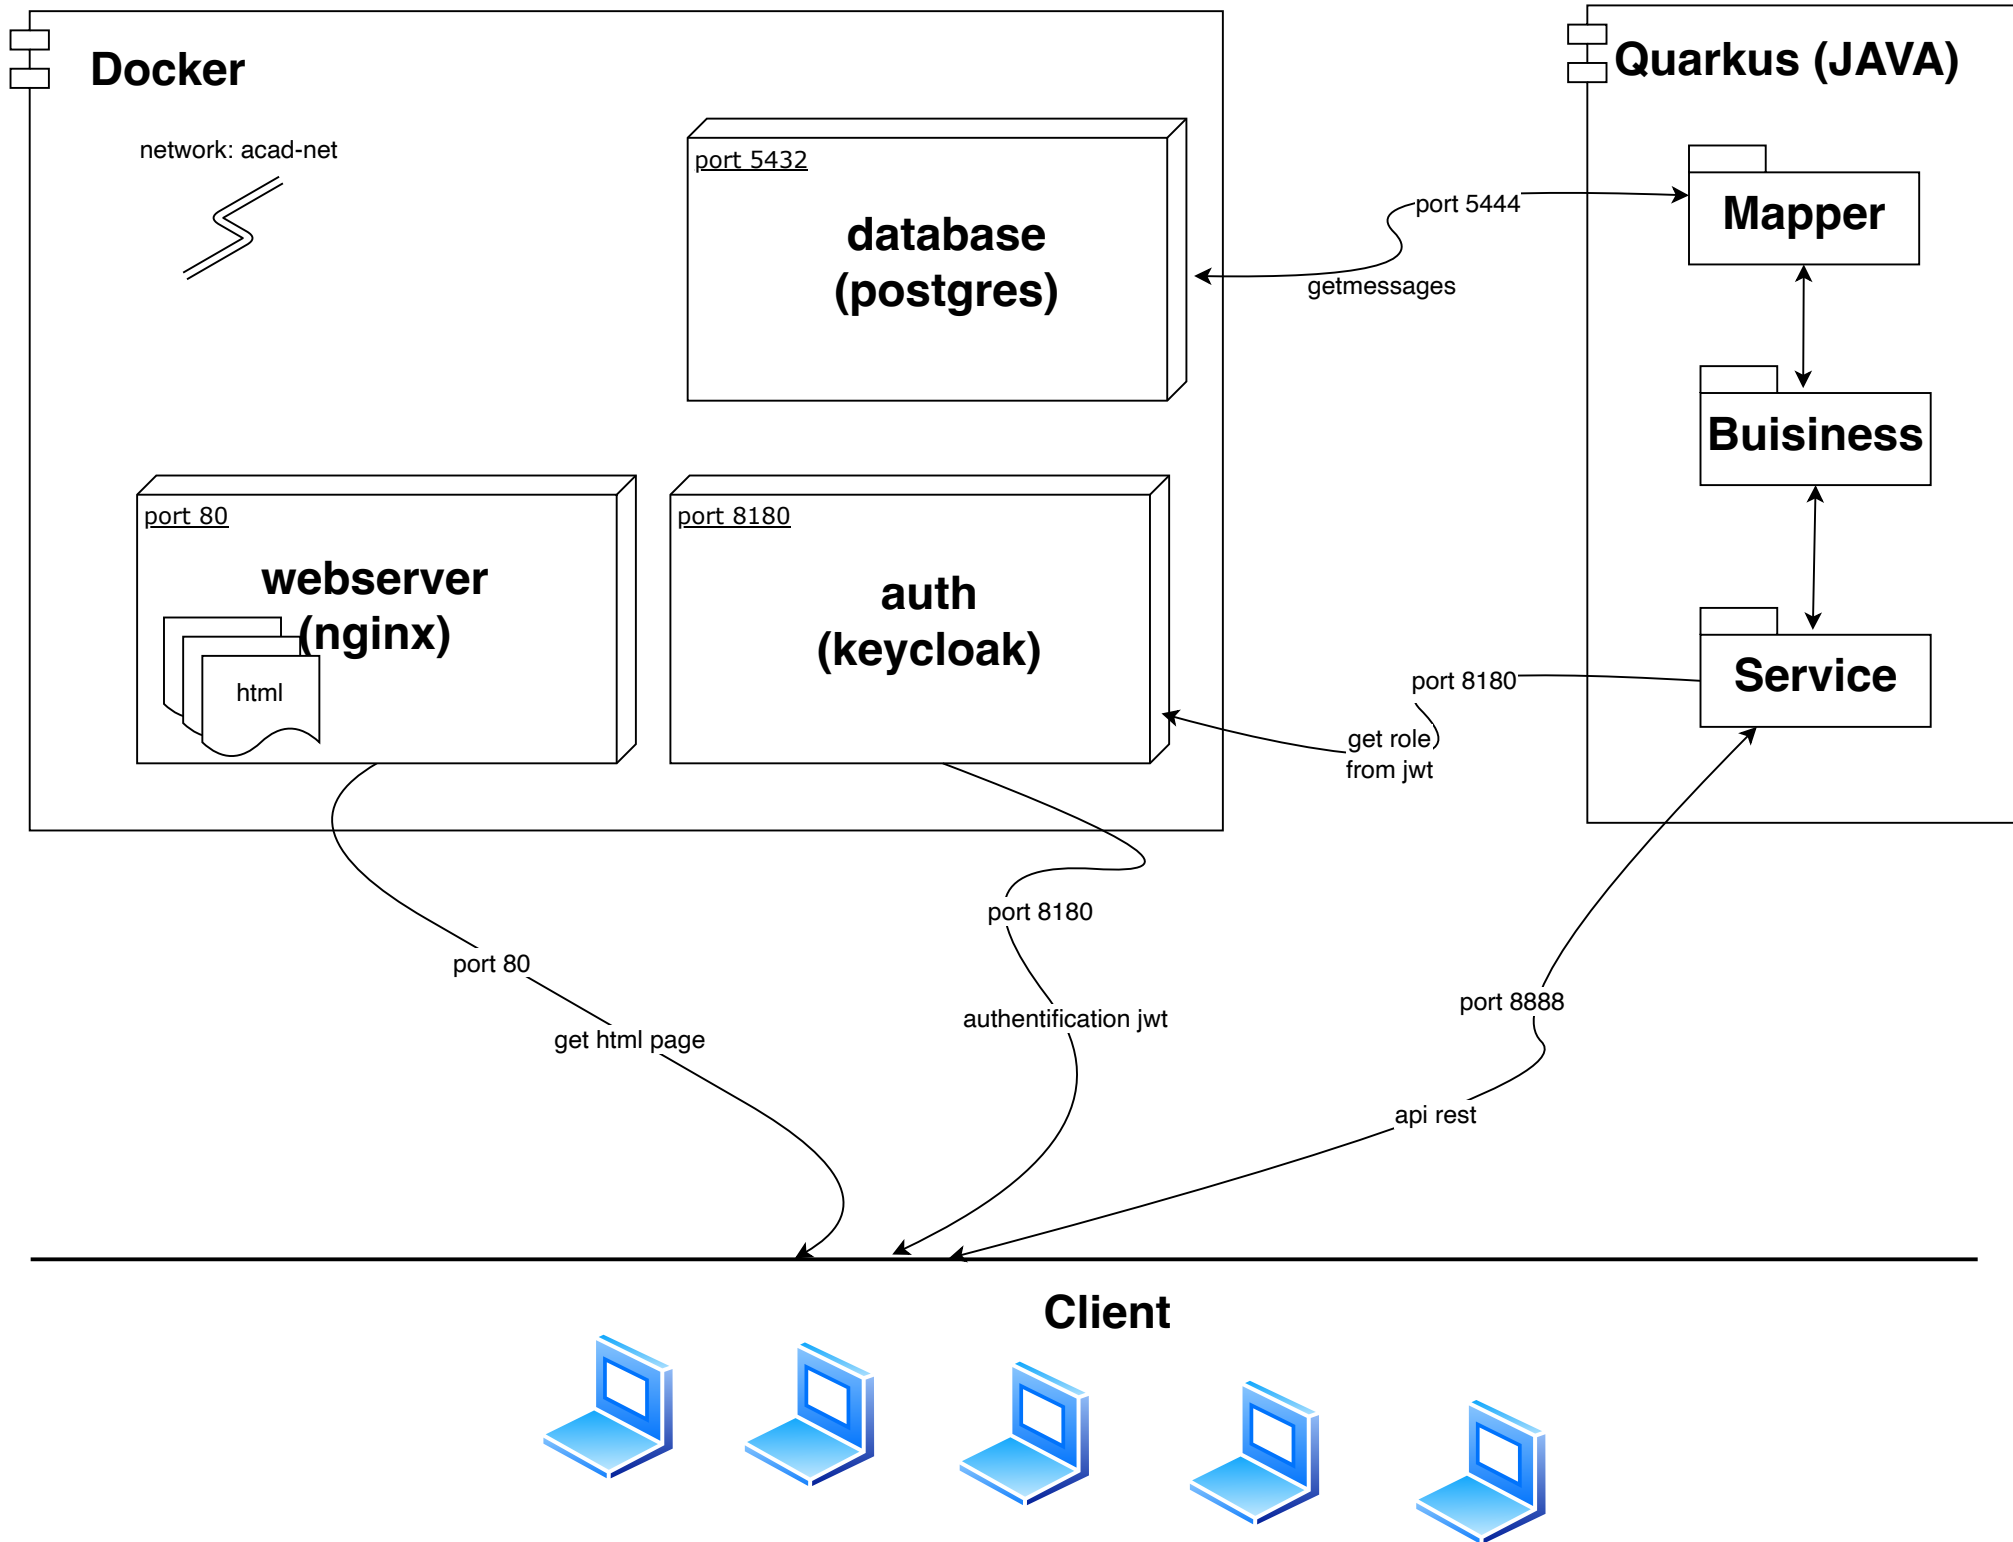 Docker
Quarkus (JAVA)
network: acad-net
port 5432
database
(postgres)
port 5444
getmessages
Mapper
Buisiness
port 80
webserver
(nginx)
html
port 8180
auth
(keycloak)
port 8180
get role
from jwt
Service
port 80
get html page
port 8180
authentification jwt
port 8888
api rest
Client